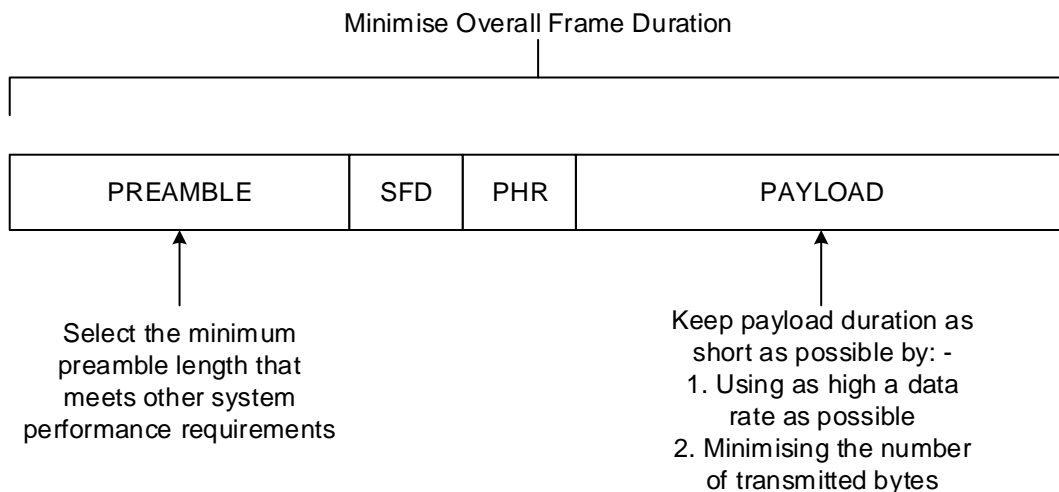 Minimise Overall Frame Duration
PREAMBLE
SFD
PHR
PAYLOAD
Select the minimum
preamble length that
meets other system
performance requirements
Keep payload duration as
short as possible by: -
1. Using as high a data
rate as possible
2. Minimising the number
of transmitted bytes